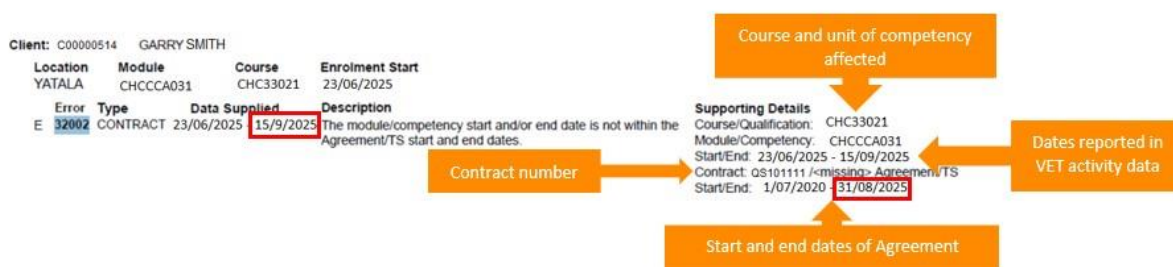 Client: C00000514 GARRY SMITH
Location Module Course Enrolment Start
YATALA CHCCCA031 CHC33021 23/06/2025
Error Type Data Supplied Description
E 32002 CONTRACT 23/06/2025 - 15/9/2025 The module/competency start and/or end date is not within the
Agreement/TS start and end dates.
Course and unit of competency
affected
Supporting Details
Course/Qualification: CHC33021
Module/Competency: CHCCCA031
Start/End: 23/06/2025 - 15/09/2025
Contract: QS101111 /<missing> Agreement/TS
Start/End: 1/07/2020 - 31/08/2025
Contract number
Dates reported in
VET activity data
Start and end dates of Agreement